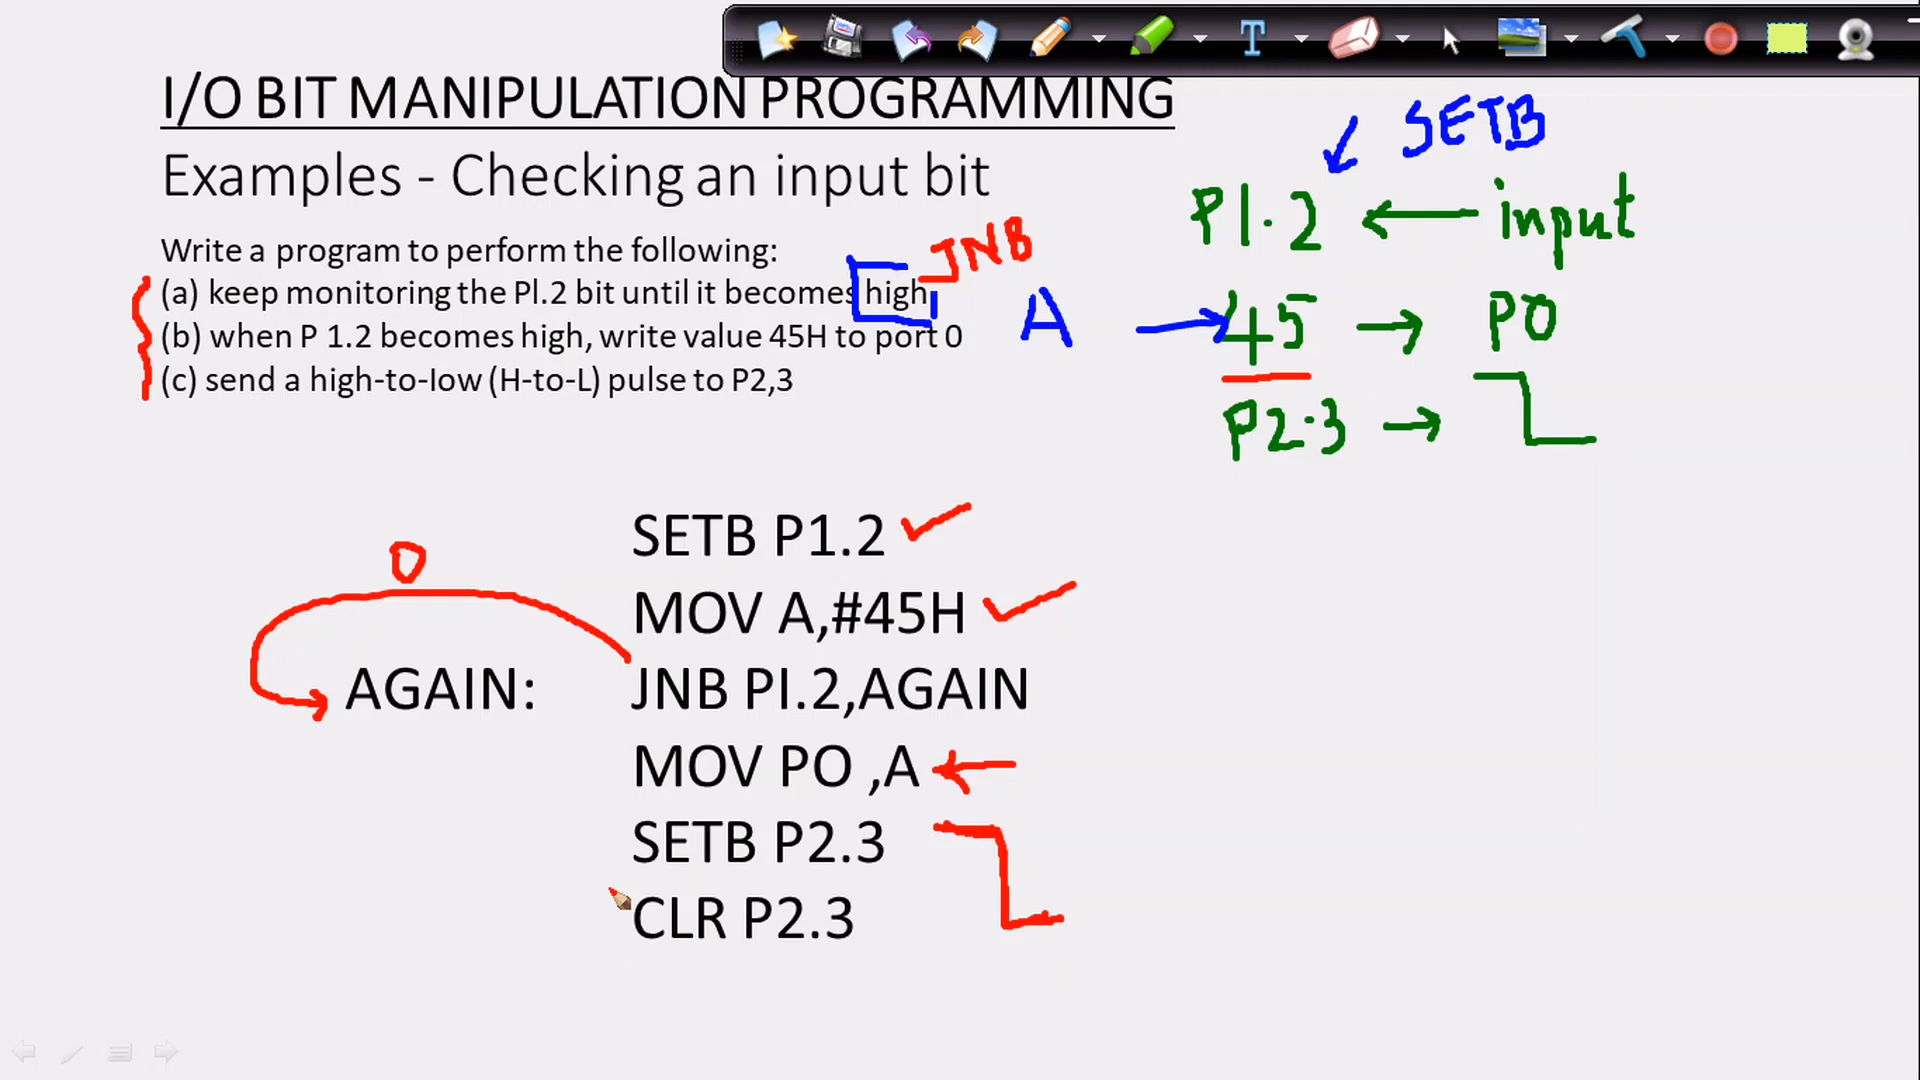 I/O BIT MANIPULATION PROGRAMMING
Examples - Checking an input bit
Write a program to perform the following:
(a) keep monitoring the Pl.2 bit until it becomes high
(b) when P 1.2 becomes high, write value 45H to port 0
(c) send a high-to-low (H-to-L) pulse to P2,3
JNB
SETB
P1.2 ← input
A → 45 → P0
P2.3 →
0
SETB P1.2
MOV A,#45H
AGAIN: JNB PI.2,AGAIN
MOV PO ,A
SETB P2.3
CLR P2.3
T